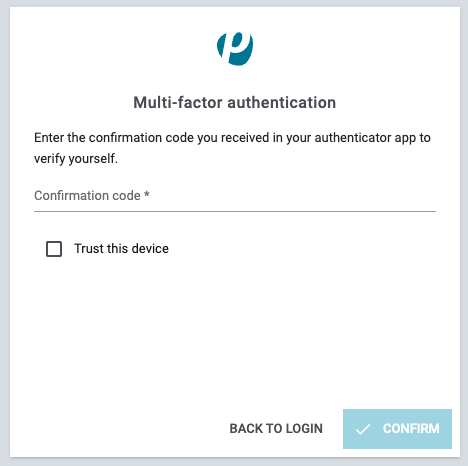 Multi-factor authentication
Enter the confirmation code you received in your authenticator app to
verify yourself.
Confirmation code *
Trust this device
BACK TO LOGIN
CONFIRM